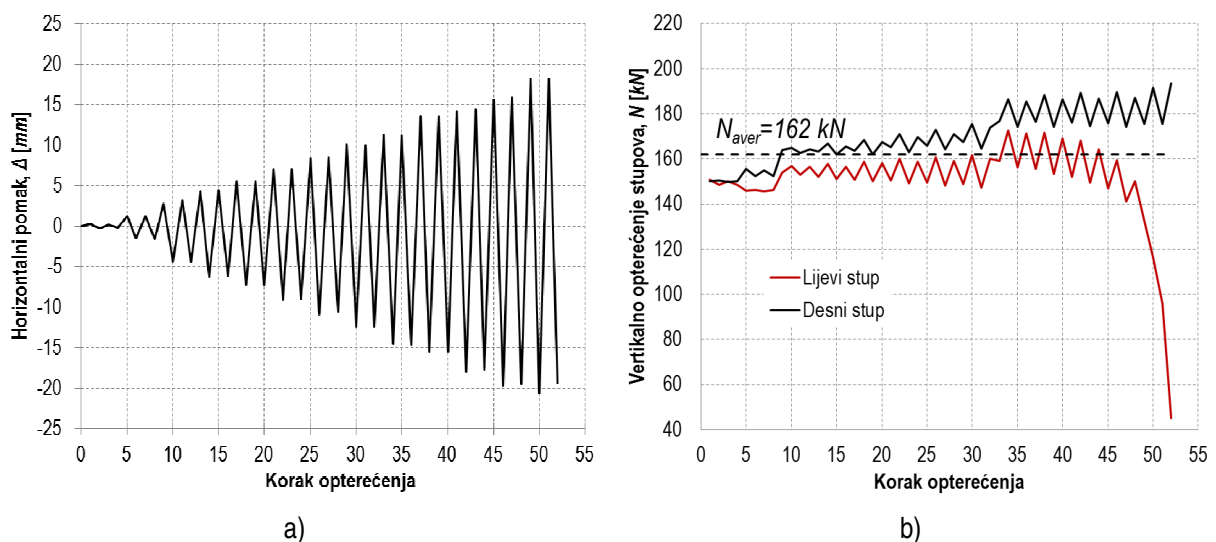 Horizontalni pomak, Δ [mm]
25
20
15
10
5
0
-5
-10
-15
-20
-25
0 5 10 15 20 25 30 35 40 45 50 55
Korak opterećenja
a)
Vertikalno opterećenje stupova, N [kN]
220
200
180
160
140
120
100
80
60
40
N_aver=162 kN
Lijevi stup
Desni stup
0 5 10 15 20 25 30 35 40 45 50 55
Korak opterećenja
b)